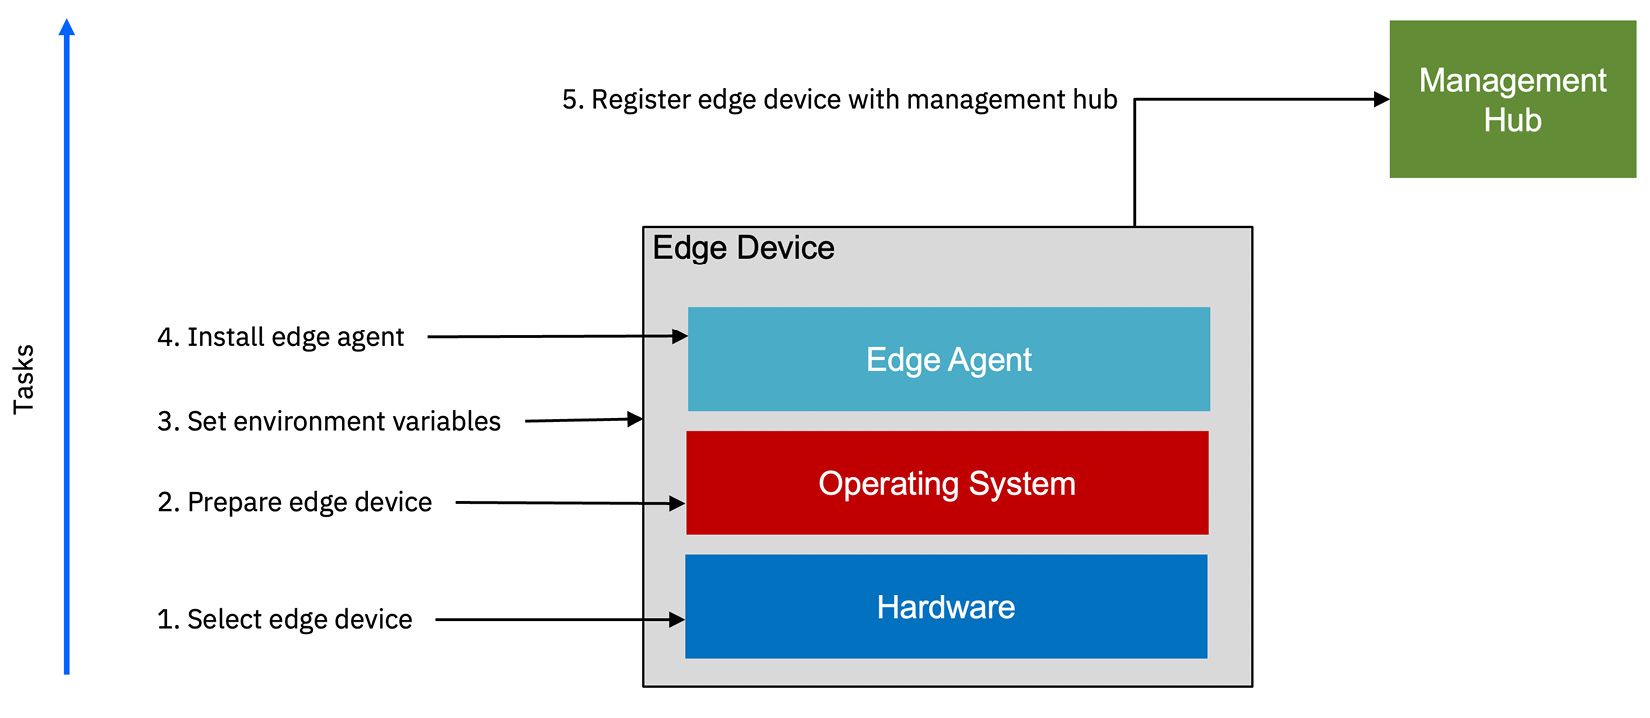 Management
Hub
5. Register edge device with management hub
Edge Device
4. Install edge agent
Edge Agent
Tasks
3. Set environment variables
Operating System
2. Prepare edge device
Hardware
1. Select edge device